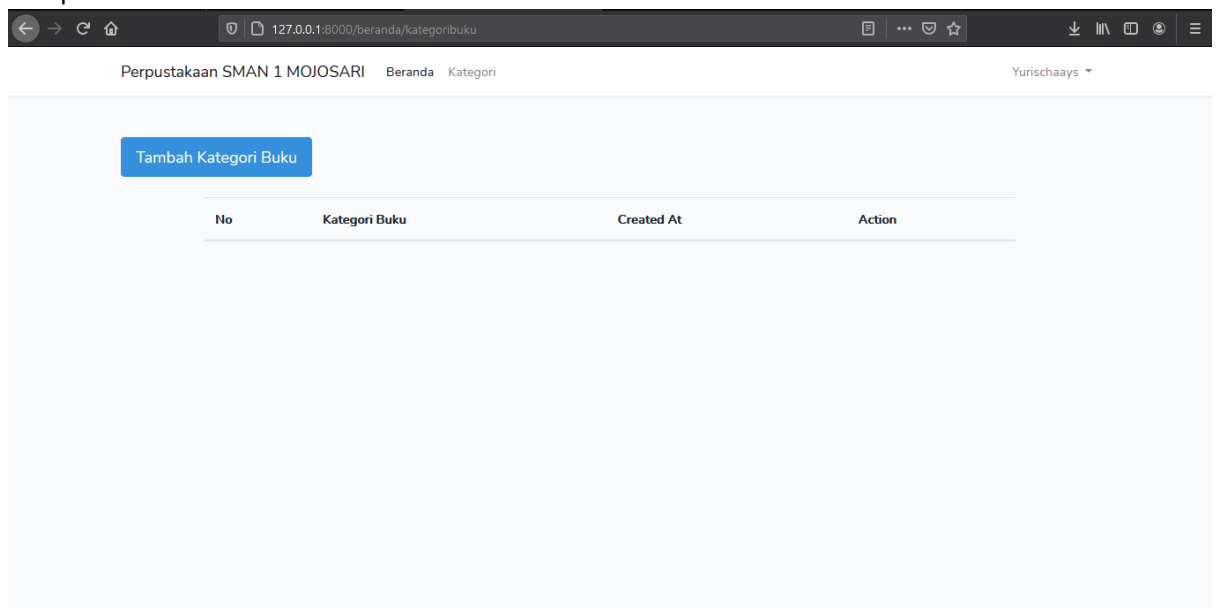 127.0.0.1:8000/beranda/kategoribuku
Perpustakaan SMAN 1 MOJOSARI Beranda Kategori Yurischaays
Tambah Kategori Buku
No Kategori Buku Created At Action